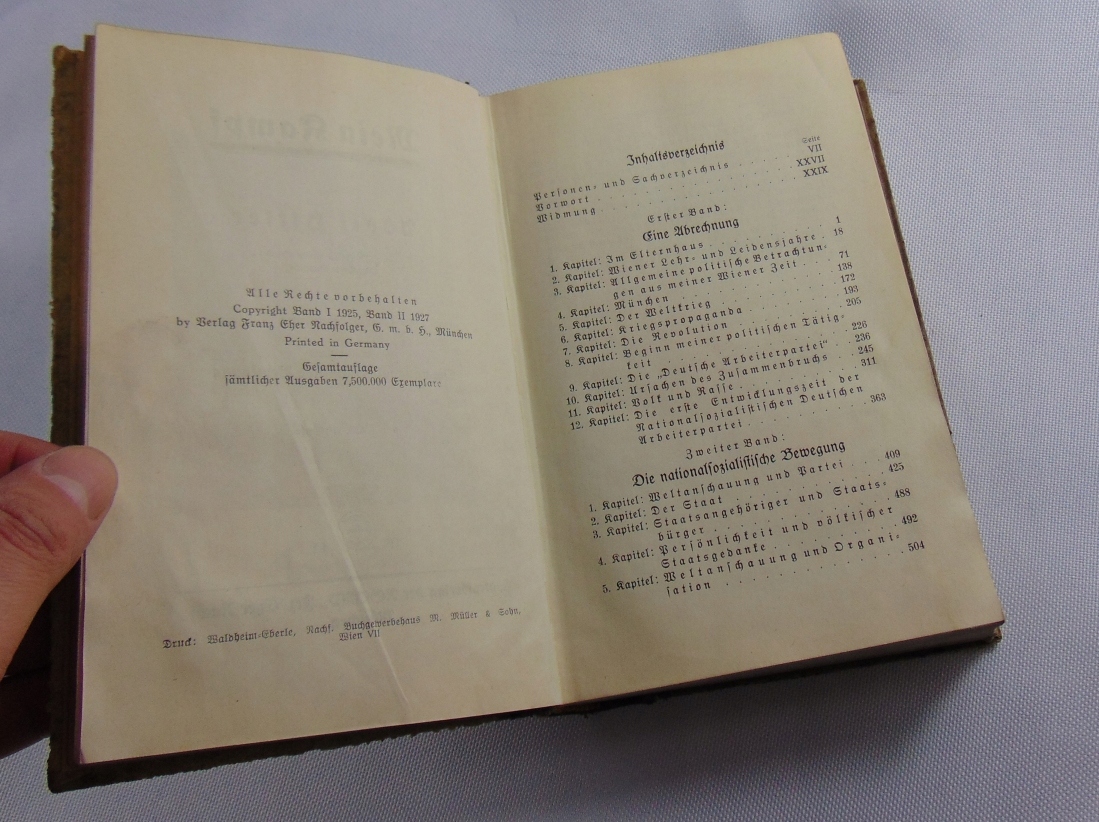 Mein Kampf
Alle Rechte vorbehalten
Copyright Band I 1925, Band II 1927
by Verlag Franz Eher Nachfolger, G. m. b. H., München
Printed in Germany
Gesamtauflage
sämtlicher Ausgaben 7,500.000 Exemplare
Druck: Waldheim-Eberle, Nachf. Buchgewerbehaus M. Müller & Sohn,
Wien VII
Inhaltsverzeichnis
Seite
Personen- und Sachverzeichnis . . . . . . VII
Vorwort . . . . . . . . . . . . XXVII
Widmung . . . . . . . . . . . . XXIX
Erster Band:
Eine Abrechnung
1. Kapitel: Im Elternhaus . . . . . . . . 1
2. Kapitel: Wiener Lehr- und Leidensjahre . 18
3. Kapitel: Allgemeine politische Betrachtun-
gen aus meiner Wiener Zeit . . . 71
4. Kapitel: München . . . . . . . . . 138
5. Kapitel: Der Weltkrieg . . . . . . . 172
6. Kapitel: Kriegspropaganda . . . . . . 193
7. Kapitel: Die Revolution . . . . . . . 205
8. Kapitel: Beginn meiner politischen Tätig-
keit . . . . . . . . . . . 226
9. Kapitel: Die „Deutsche Arbeiterpartei“ . . 236
10. Kapitel: Ursachen des Zusammenbruchs . . 245
11. Kapitel: Volk und Rasse . . . . . . . 311
12. Kapitel: Die erste Entwicklungszeit der
Nationalsozialistischen Deutschen
Arbeiterpartei . . . . . . . . 363
Zweiter Band:
Die nationalsozialistische Bewegung
1. Kapitel: Weltanschauung und Partei . . . 409
2. Kapitel: Der Staat . . . . . . . . . 425
3. Kapitel: Staatsangehöriger und Staats-
bürger . . . . . . . . . . 488
4. Kapitel: Persönlichkeit und völkischer
Staatsgedanke . . . . . . . . 492
5. Kapitel: Weltanschauung und Organi-
sation . . . . . . . . . . 504